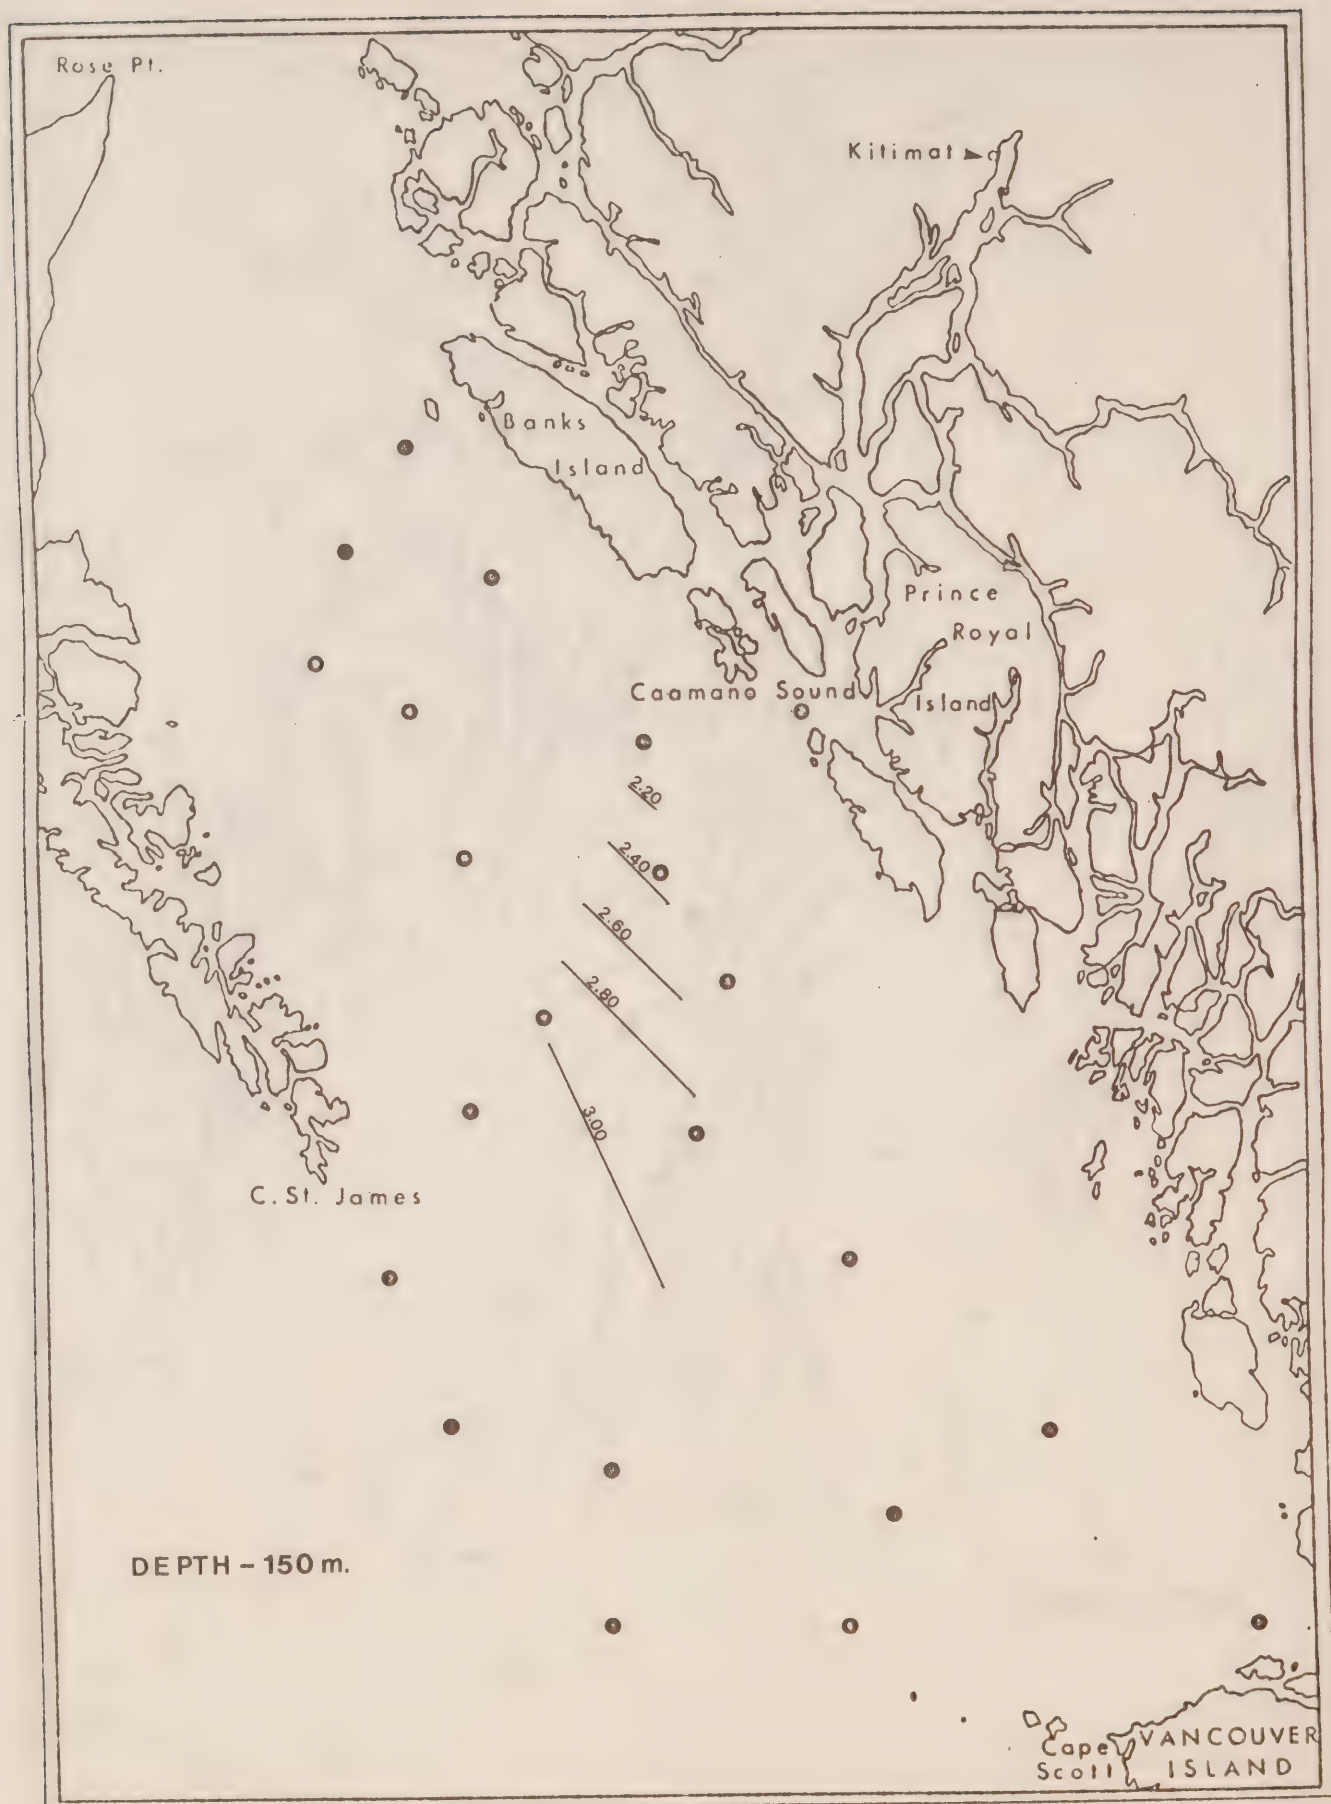 Rose Pt.
Kitimat
Banks
Island
Prince
Royal
Island
Caamano Sound
2.20
2.40
2.60
2.80
3.00
C. St. James
DEPTH – 150 m.
Cape
Scott
VANCOUVER
ISLAND